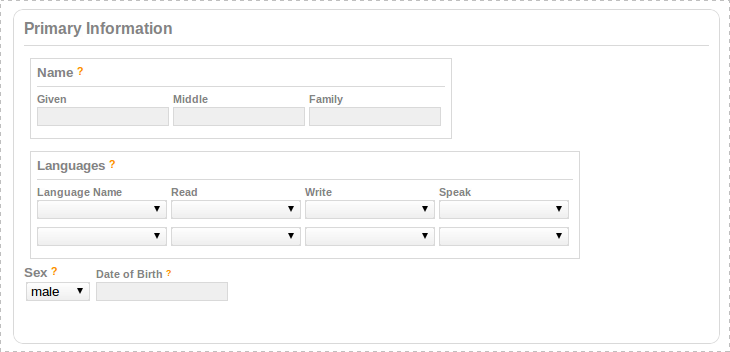 Primary Information
Name ?
Given Middle Family
Languages ?
Language Name Read Write Speak
Sex ? Date of Birth ?
male